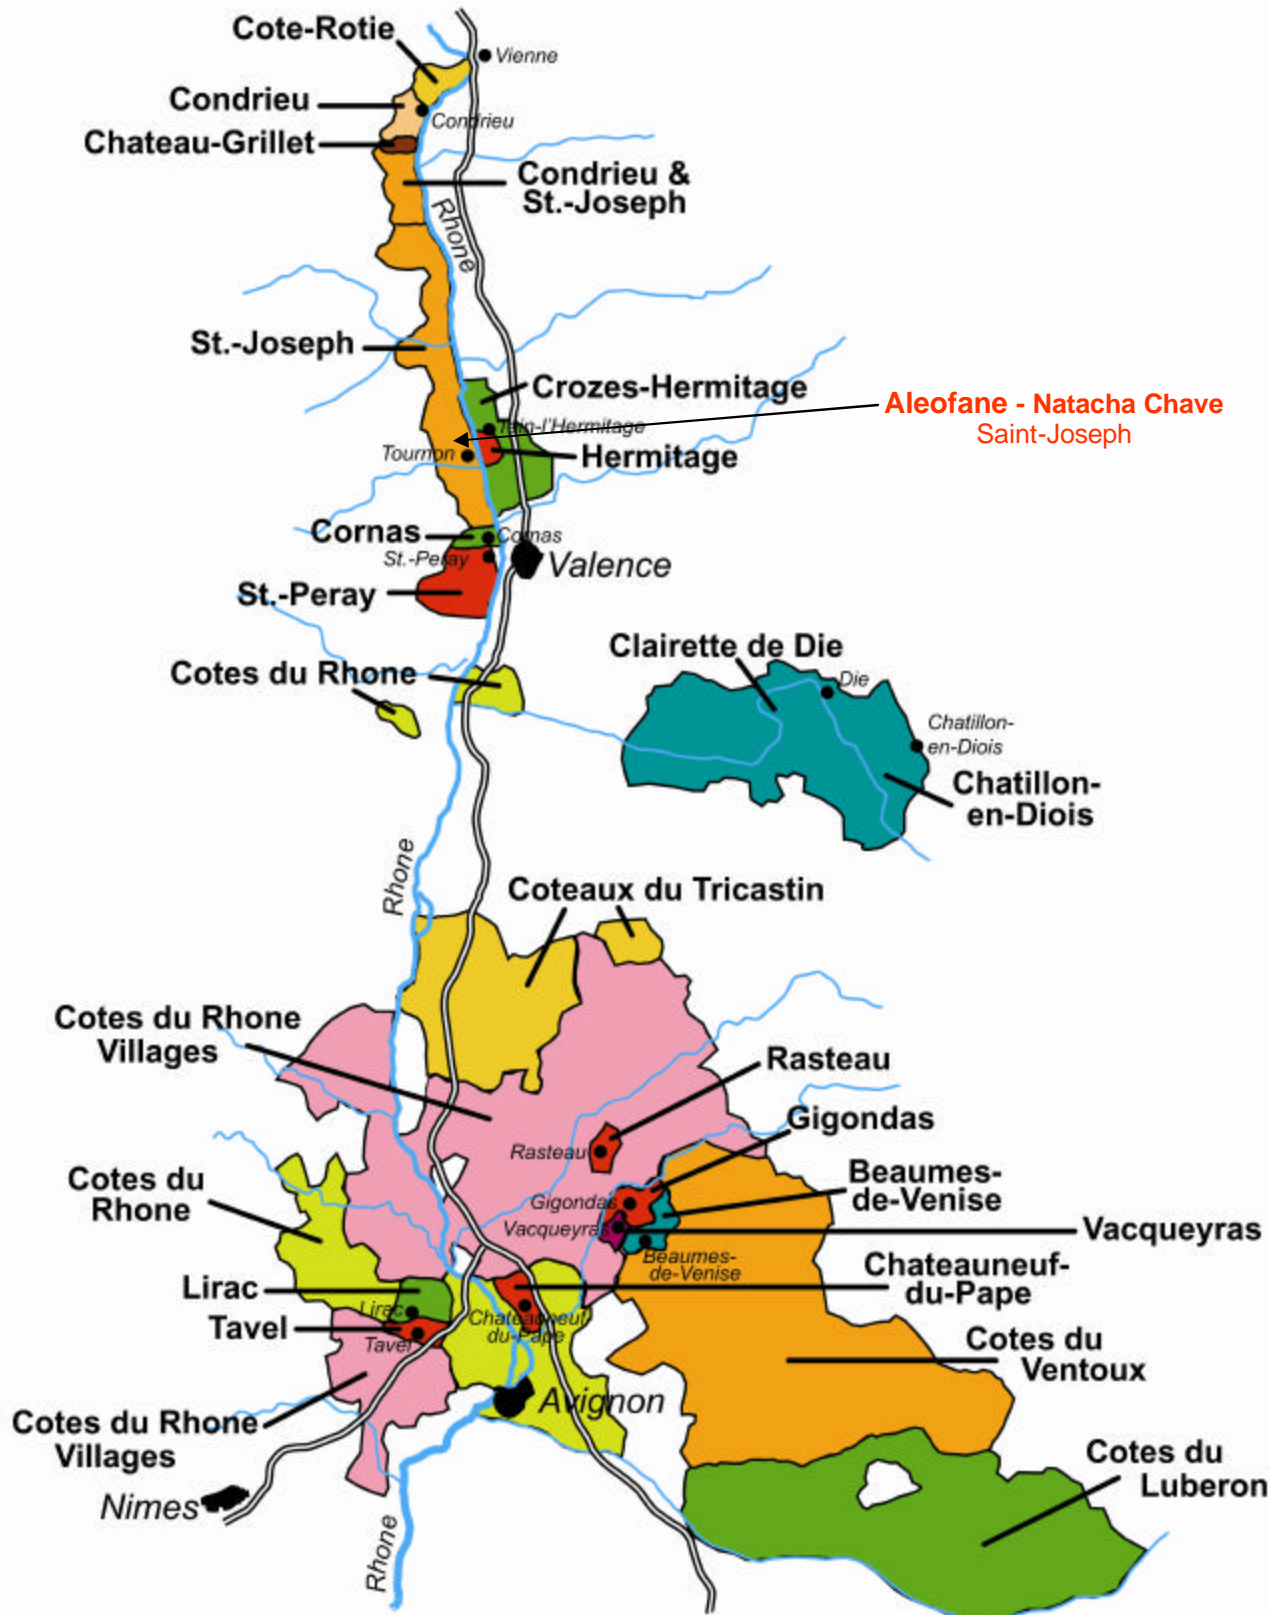 Cote-Rotie
Vienne
Condrieu
Condrieu
Chateau-Grillet
Condrieu &
St.-Joseph
Rhone
St.-Joseph
Crozes-Hermitage
Aleofane - Natacha Chave
Saint-Joseph
Tain-l'Hermitage
Tournon
Hermitage
Cornas
Cornas
St.-Peray
Valence
St.-Peray
Clairette de Die
Cotes du Rhone
Die
Chatillon-
en-Diois
Chatillon-
en-Diois
Rhone
Coteaux du Tricastin
Cotes du Rhone
Villages
Rasteau
Gigondas
Rasteau
Cotes du
Rhone
Beaumes-
de-Venise
Gigondas
Vacqueyras
Vacqueyras
Beaumes-
de-Venise
Chateauneuf-
du-Pape
Lirac
Lirac
Chateauneuf
du-Pape
Tavel
Tavel
Cotes du
Ventoux
Avignon
Cotes du Rhone
Villages
Cotes du
Luberon
Nimes
Rhone